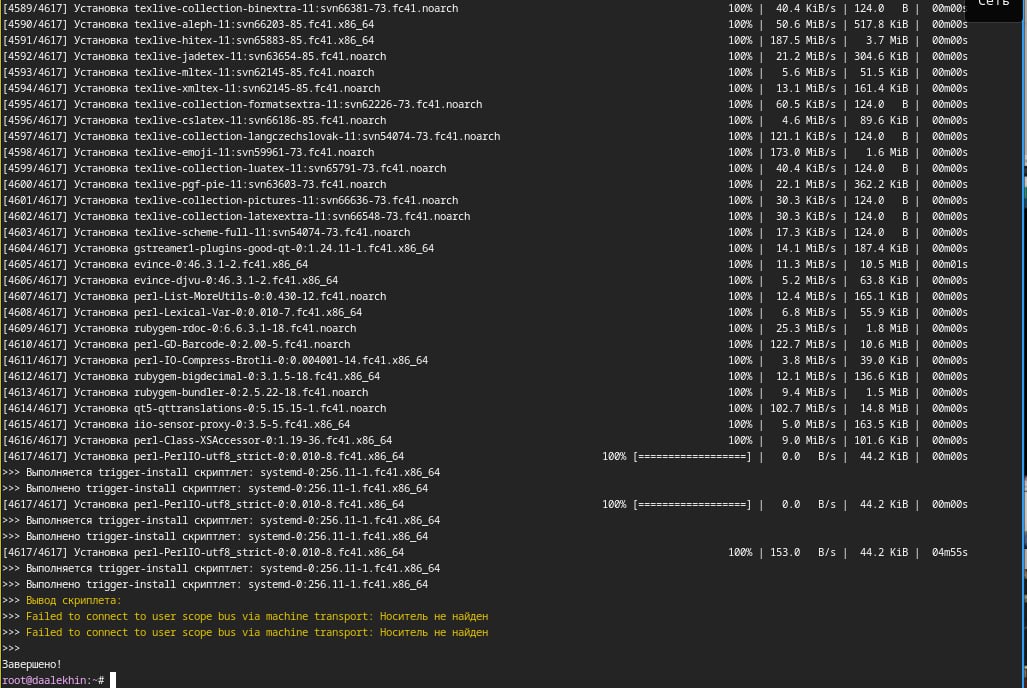 [4589/4617] Установка texlive-collection-binextra-11:svn66381-73.fc41.noarch 100% | 40.4 KiB/s | 124.0 B | 00m00s
Сеть
[4590/4617] Установка texlive-aleph-11:svn66203-85.fc41.x86_64 100% | 50.6 MiB/s | 517.8 KiB | 00m00s
[4591/4617] Установка texlive-hitex-11:svn65883-85.fc41.x86_64 100% | 187.5 MiB/s | 3.7 MiB | 00m00s
[4592/4617] Установка texlive-jadetex-11:svn63654-85.fc41.noarch 100% | 21.2 MiB/s | 304.6 KiB | 00m00s
[4593/4617] Установка texlive-mltex-11:svn62145-85.fc41.noarch 100% | 5.6 MiB/s | 51.5 KiB | 00m00s
[4594/4617] Установка texlive-xmltex-11:svn62145-85.fc41.noarch 100% | 13.1 MiB/s | 161.4 KiB | 00m00s
[4595/4617] Установка texlive-collection-formatsextra-11:svn62226-73.fc41.noarch 100% | 60.5 KiB/s | 124.0 B | 00m00s
[4596/4617] Установка texlive-cslatex-11:svn66186-85.fc41.noarch 100% | 4.6 MiB/s | 89.6 KiB | 00m00s
[4597/4617] Установка texlive-collection-langczechslovak-11:svn54074-73.fc41.noarch 100% | 121.1 KiB/s | 124.0 B | 00m00s
[4598/4617] Установка texlive-emoji-11:svn59961-73.fc41.noarch 100% | 173.0 MiB/s | 1.6 MiB | 00m00s
[4599/4617] Установка texlive-collection-luatex-11:svn65791-73.fc41.noarch 100% | 40.4 KiB/s | 124.0 B | 00m00s
[4600/4617] Установка texlive-pgf-pie-11:svn63603-73.fc41.noarch 100% | 22.1 MiB/s | 362.2 KiB | 00m00s
[4601/4617] Установка texlive-collection-pictures-11:svn66636-73.fc41.noarch 100% | 30.3 KiB/s | 124.0 B | 00m00s
[4602/4617] Установка texlive-collection-latexextra-11:svn66548-73.fc41.noarch 100% | 30.3 KiB/s | 124.0 B | 00m00s
[4603/4617] Установка texlive-scheme-full-11:svn54074-73.fc41.noarch 100% | 17.3 KiB/s | 124.0 B | 00m00s
[4604/4617] Установка gstreamer1-plugins-good-qt-0:1.24.11-1.fc41.x86_64 100% | 14.1 MiB/s | 187.4 KiB | 00m00s
[4605/4617] Установка evince-0:46.3.1-2.fc41.x86_64 100% | 11.3 MiB/s | 10.5 MiB | 00m01s
[4606/4617] Установка evince-djvu-0:46.3.1-2.fc41.x86_64 100% | 5.2 MiB/s | 63.8 KiB | 00m00s
[4607/4617] Установка perl-List-MoreUtils-0:0.430-12.fc41.noarch 100% | 12.4 MiB/s | 165.1 KiB | 00m00s
[4608/4617] Установка perl-Lexical-Var-0:0.010-7.fc41.x86_64 100% | 6.8 MiB/s | 55.9 KiB | 00m00s
[4609/4617] Установка rubygem-rdoc-0:6.6.3.1-18.fc41.noarch 100% | 25.3 MiB/s | 1.8 MiB | 00m00s
[4610/4617] Установка perl-GD-Barcode-0:2.00-5.fc41.noarch 100% | 122.7 MiB/s | 10.6 MiB | 00m00s
[4611/4617] Установка perl-IO-Compress-Brotli-0:0.004001-14.fc41.x86_64 100% | 3.8 MiB/s | 39.0 KiB | 00m00s
[4612/4617] Установка rubygem-bigdecimal-0:3.1.5-18.fc41.x86_64 100% | 12.1 MiB/s | 136.6 KiB | 00m00s
[4613/4617] Установка rubygem-bundler-0:2.5.22-18.fc41.noarch 100% | 9.4 MiB/s | 1.5 MiB | 00m00s
[4614/4617] Установка qt5-qttranslations-0:5.15.15-1.fc41.noarch 100% | 102.7 MiB/s | 14.8 MiB | 00m00s
[4615/4617] Установка iio-sensor-proxy-0:3.5-5.fc41.x86_64 100% | 5.0 MiB/s | 163.5 KiB | 00m00s
[4616/4617] Установка perl-Class-XSAccessor-0:1.19-36.fc41.x86_64 100% | 9.0 MiB/s | 101.6 KiB | 00m00s
[4617/4617] Установка perl-PerlIO-utf8_strict-0:0.010-8.fc41.x86_64 100% [==================] | 0.0 B/s | 44.2 KiB | 00m00s
>>> Выполняется trigger-install скриптлет: systemd-0:256.11-1.fc41.x86_64
>>> Выполнено trigger-install скриптлет: systemd-0:256.11-1.fc41.x86_64
[4617/4617] Установка perl-PerlIO-utf8_strict-0:0.010-8.fc41.x86_64 100% [==================] | 0.0 B/s | 44.2 KiB | 00m00s
>>> Выполняется trigger-install скриптлет: systemd-0:256.11-1.fc41.x86_64
>>> Выполнено trigger-install скриптлет: systemd-0:256.11-1.fc41.x86_64
[4617/4617] Установка perl-PerlIO-utf8_strict-0:0.010-8.fc41.x86_64 100% | 153.0 B/s | 44.2 KiB | 04m55s
>>> Выполняется trigger-install скриптлет: systemd-0:256.11-1.fc41.x86_64
>>> Выполнено trigger-install скриптлет: systemd-0:256.11-1.fc41.x86_64
>>> Вывод скриплета:
>>> Failed to connect to user scope bus via machine transport: Носитель не найден
>>> Failed to connect to user scope bus via machine transport: Носитель не найден
>>>
Завершено!
root@daalekhin:~#